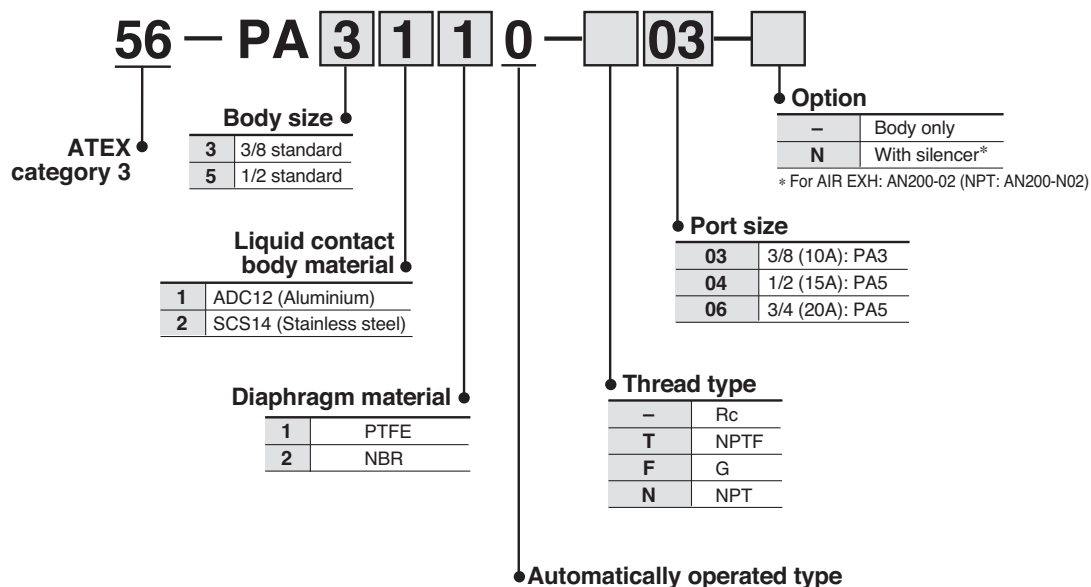 56 — PA 3 1 1 0 — 03 —
ATEX
category 3
Body size
3 3/8 standard
5 1/2 standard
Liquid contact
body material
1 ADC12 (Aluminium)
2 SCS14 (Stainless steel)
Diaphragm material
1 PTFE
2 NBR
Option
– Body only
N With silencer*
* For AIR EXH: AN200-02 (NPT: AN200-N02)
Port size
03 3/8 (10A): PA3
04 1/2 (15A): PA5
06 3/4 (20A): PA5
Thread type
– Rc
T NPTF
F G
N NPT
Automatically operated type